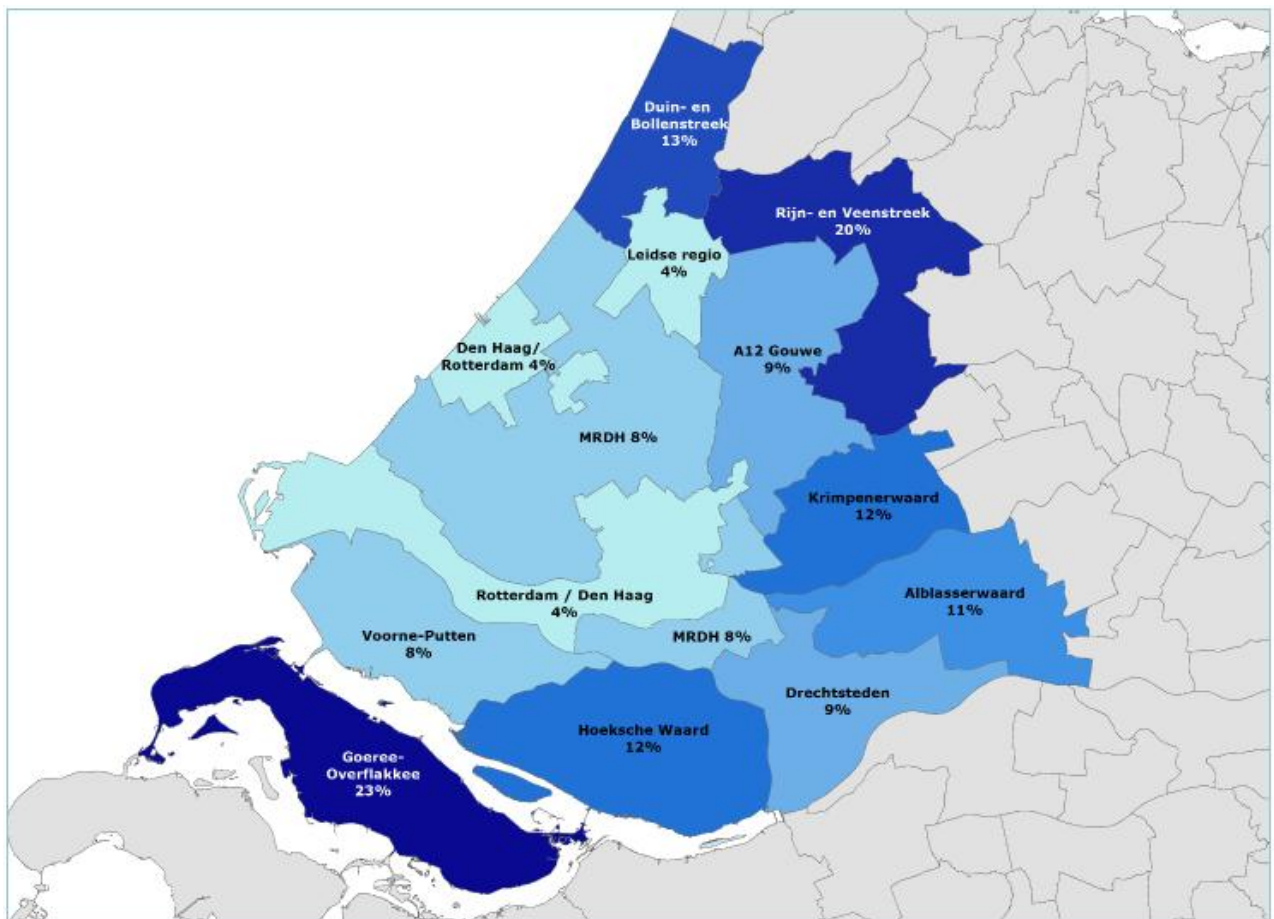 Duin- en
Bollenstreek
13%
Rijn- en Veenstreek
20%
Leidse regio
4%
Den Haag/
Rotterdam 4%
A12 Gouwe
9%
MRDH 8%
Krimpenerwaard
12%
Rotterdam / Den Haag
4%
Alblasserwaard
11%
Voorne-Putten
8%
MRDH 8%
Drechtsteden
9%
Hoeksche Waard
12%
Goeree-
Overflakkee
23%